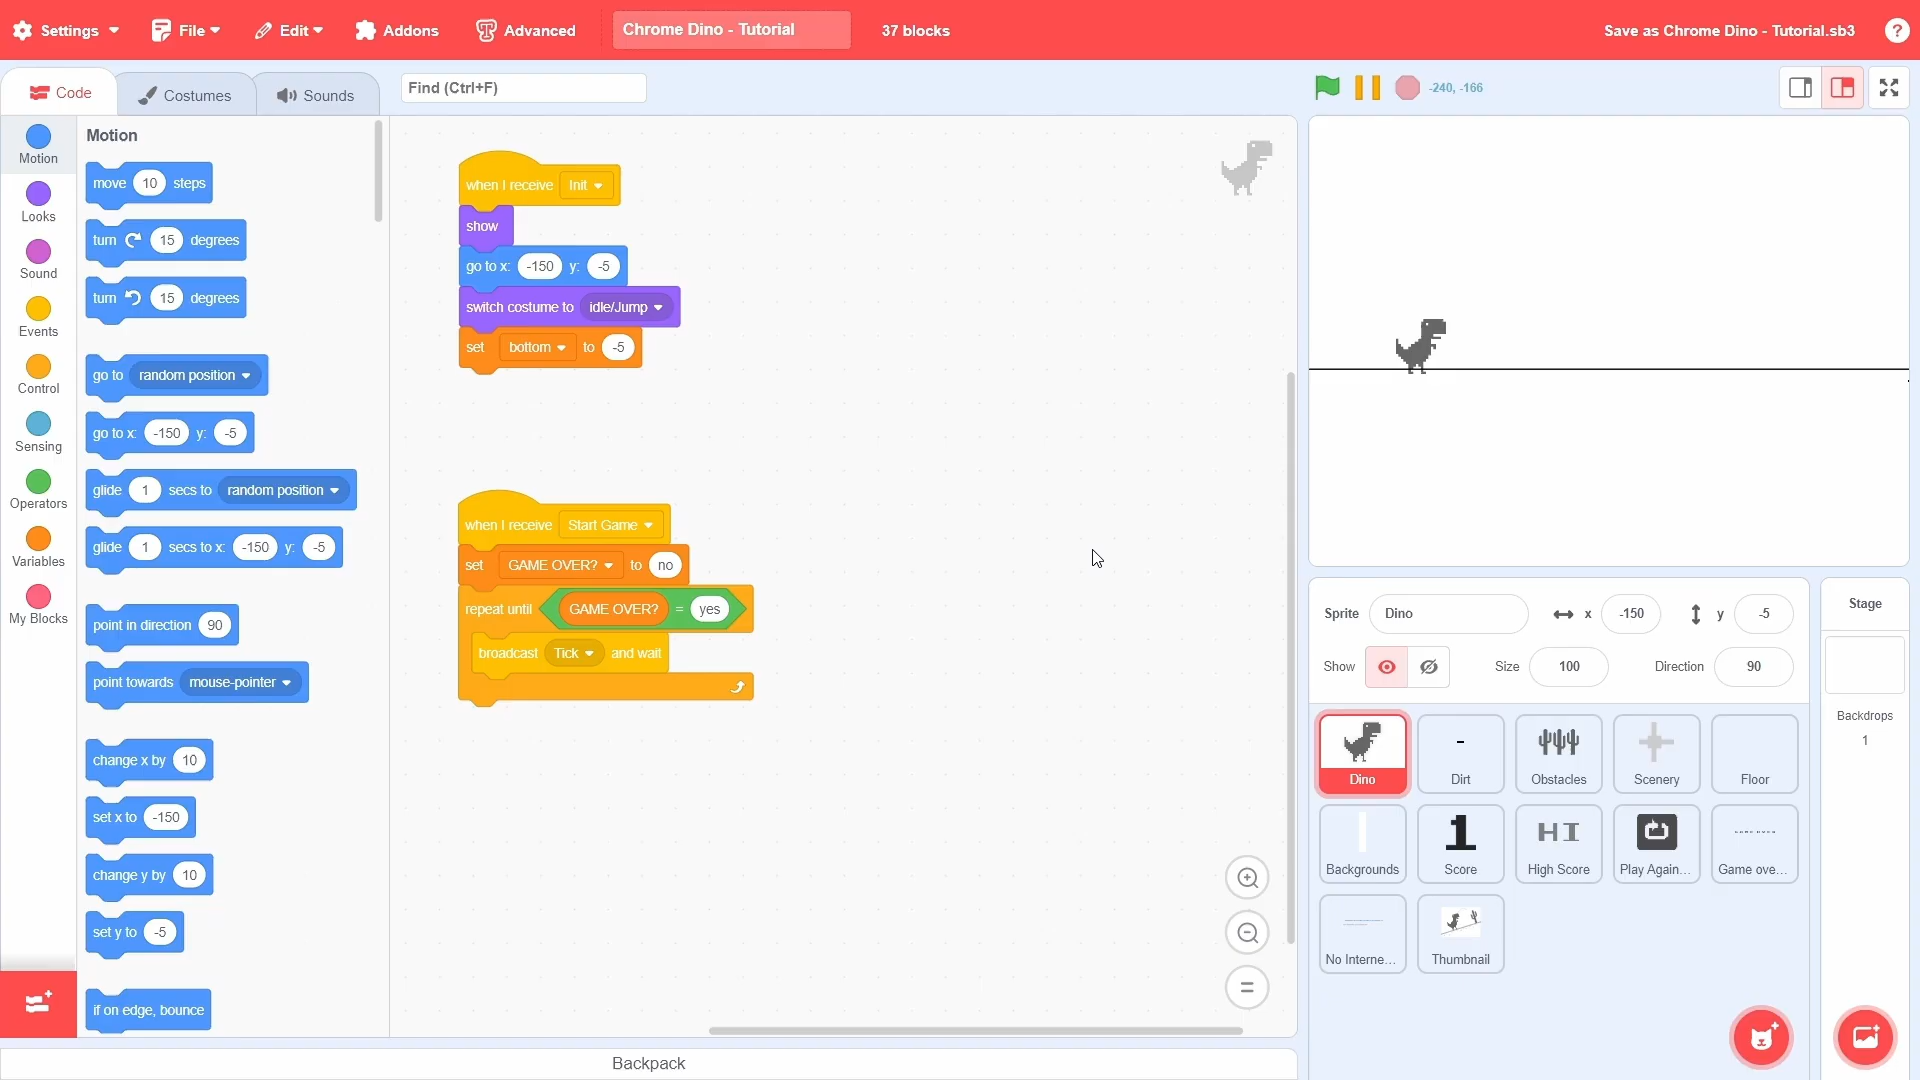 Settings File Edit Addons Advanced Chrome Dino - Tutorial 37 blocks Save as Chrome Dino - Tutorial.sb3 ?
Code Costumes Sounds Find (Ctrl+F) -240, -166
Motion
Looks
Sound
Events
Control
Sensing
Operators
Variables
My Blocks
Motion
move 10 steps
turn 15 degrees
turn 15 degrees
go to random position
go to x: -150 y: -5
glide 1 secs to random position
glide 1 secs to x: -150 y: -5
point in direction 90
point towards mouse-pointer
change x by 10
set x to -150
change y by 10
set y to -5
if on edge, bounce
when I receive Init
show
go to x: -150 y: -5
switch costume to idle/Jump
set bottom to -5
when I receive Start Game
set GAME OVER? to no
repeat until GAME OVER? = yes
broadcast Tick and wait
Backpack
Sprite Dino x -150 y -5
Show Size 100 Direction 90
Dino Dirt Obstacles Scenery Floor
1 HI
Backgrounds Score High Score Play Again... Game ove...
No Interne... Thumbnail
Stage
Backdrops
1